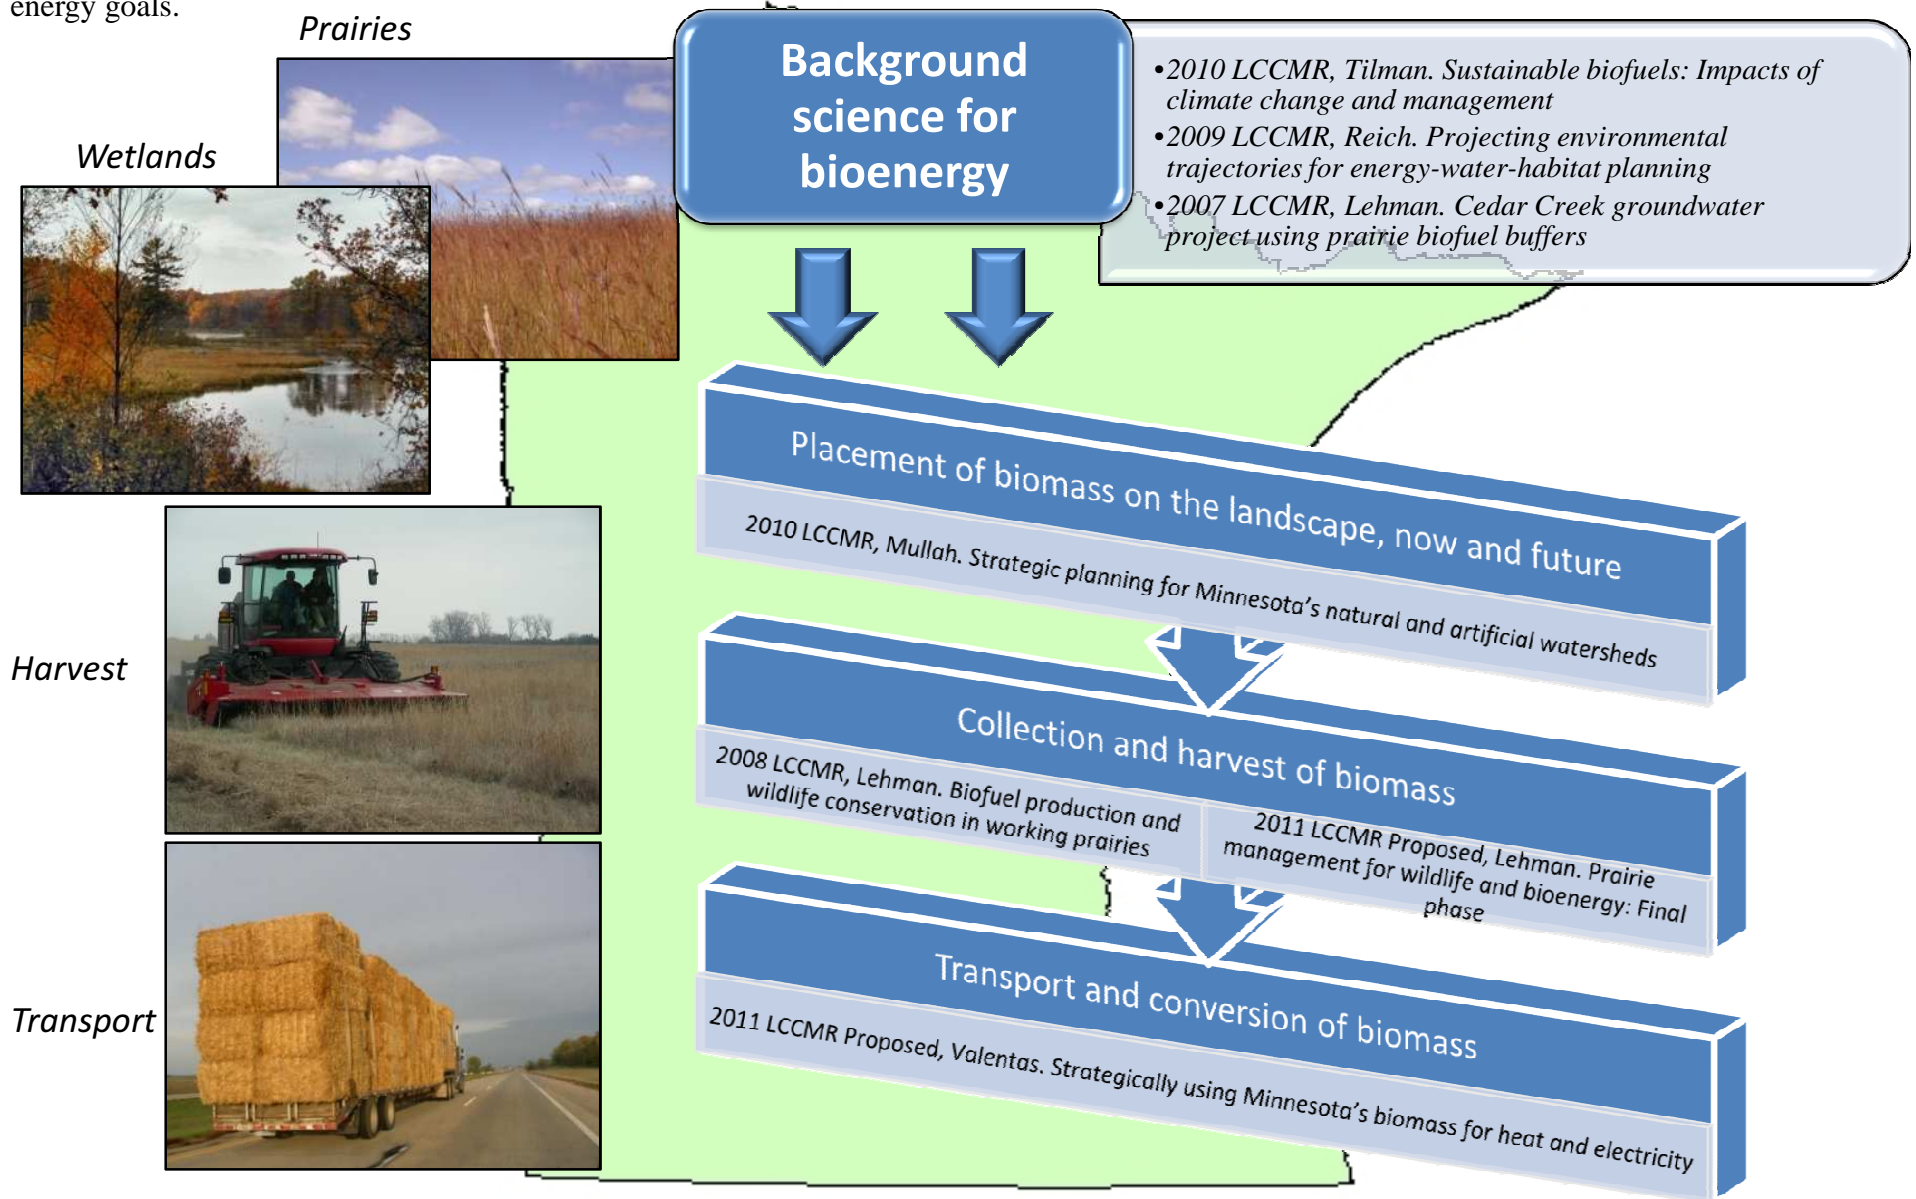 energy goals.
Prairies
Wetlands
Background
science for
bioenergy
•2010 LCCMR, Tilman. Sustainable biofuels: Impacts of
climate change and management
•2009 LCCMR, Reich. Projecting environmental
trajectories for energy-water-habitat planning
•2007 LCCMR, Lehman. Cedar Creek groundwater
project using prairie biofuel buffers
Placement of biomass on the landscape, now and future
2010 LCCMR, Mullah. Strategic planning for Minnesota's natural and artificial watersheds
Harvest
Collection and harvest of biomass
2008 LCCMR, Lehman. Biofuel production and
wildlife conservation in working prairies
2011 LCCMR Proposed, Lehman. Prairie
management for wildlife and bioenergy: Final
phase
Transport
Transport and conversion of biomass
2011 LCCMR Proposed, Valentas. Strategically using Minnesota's biomass for heat and electricity